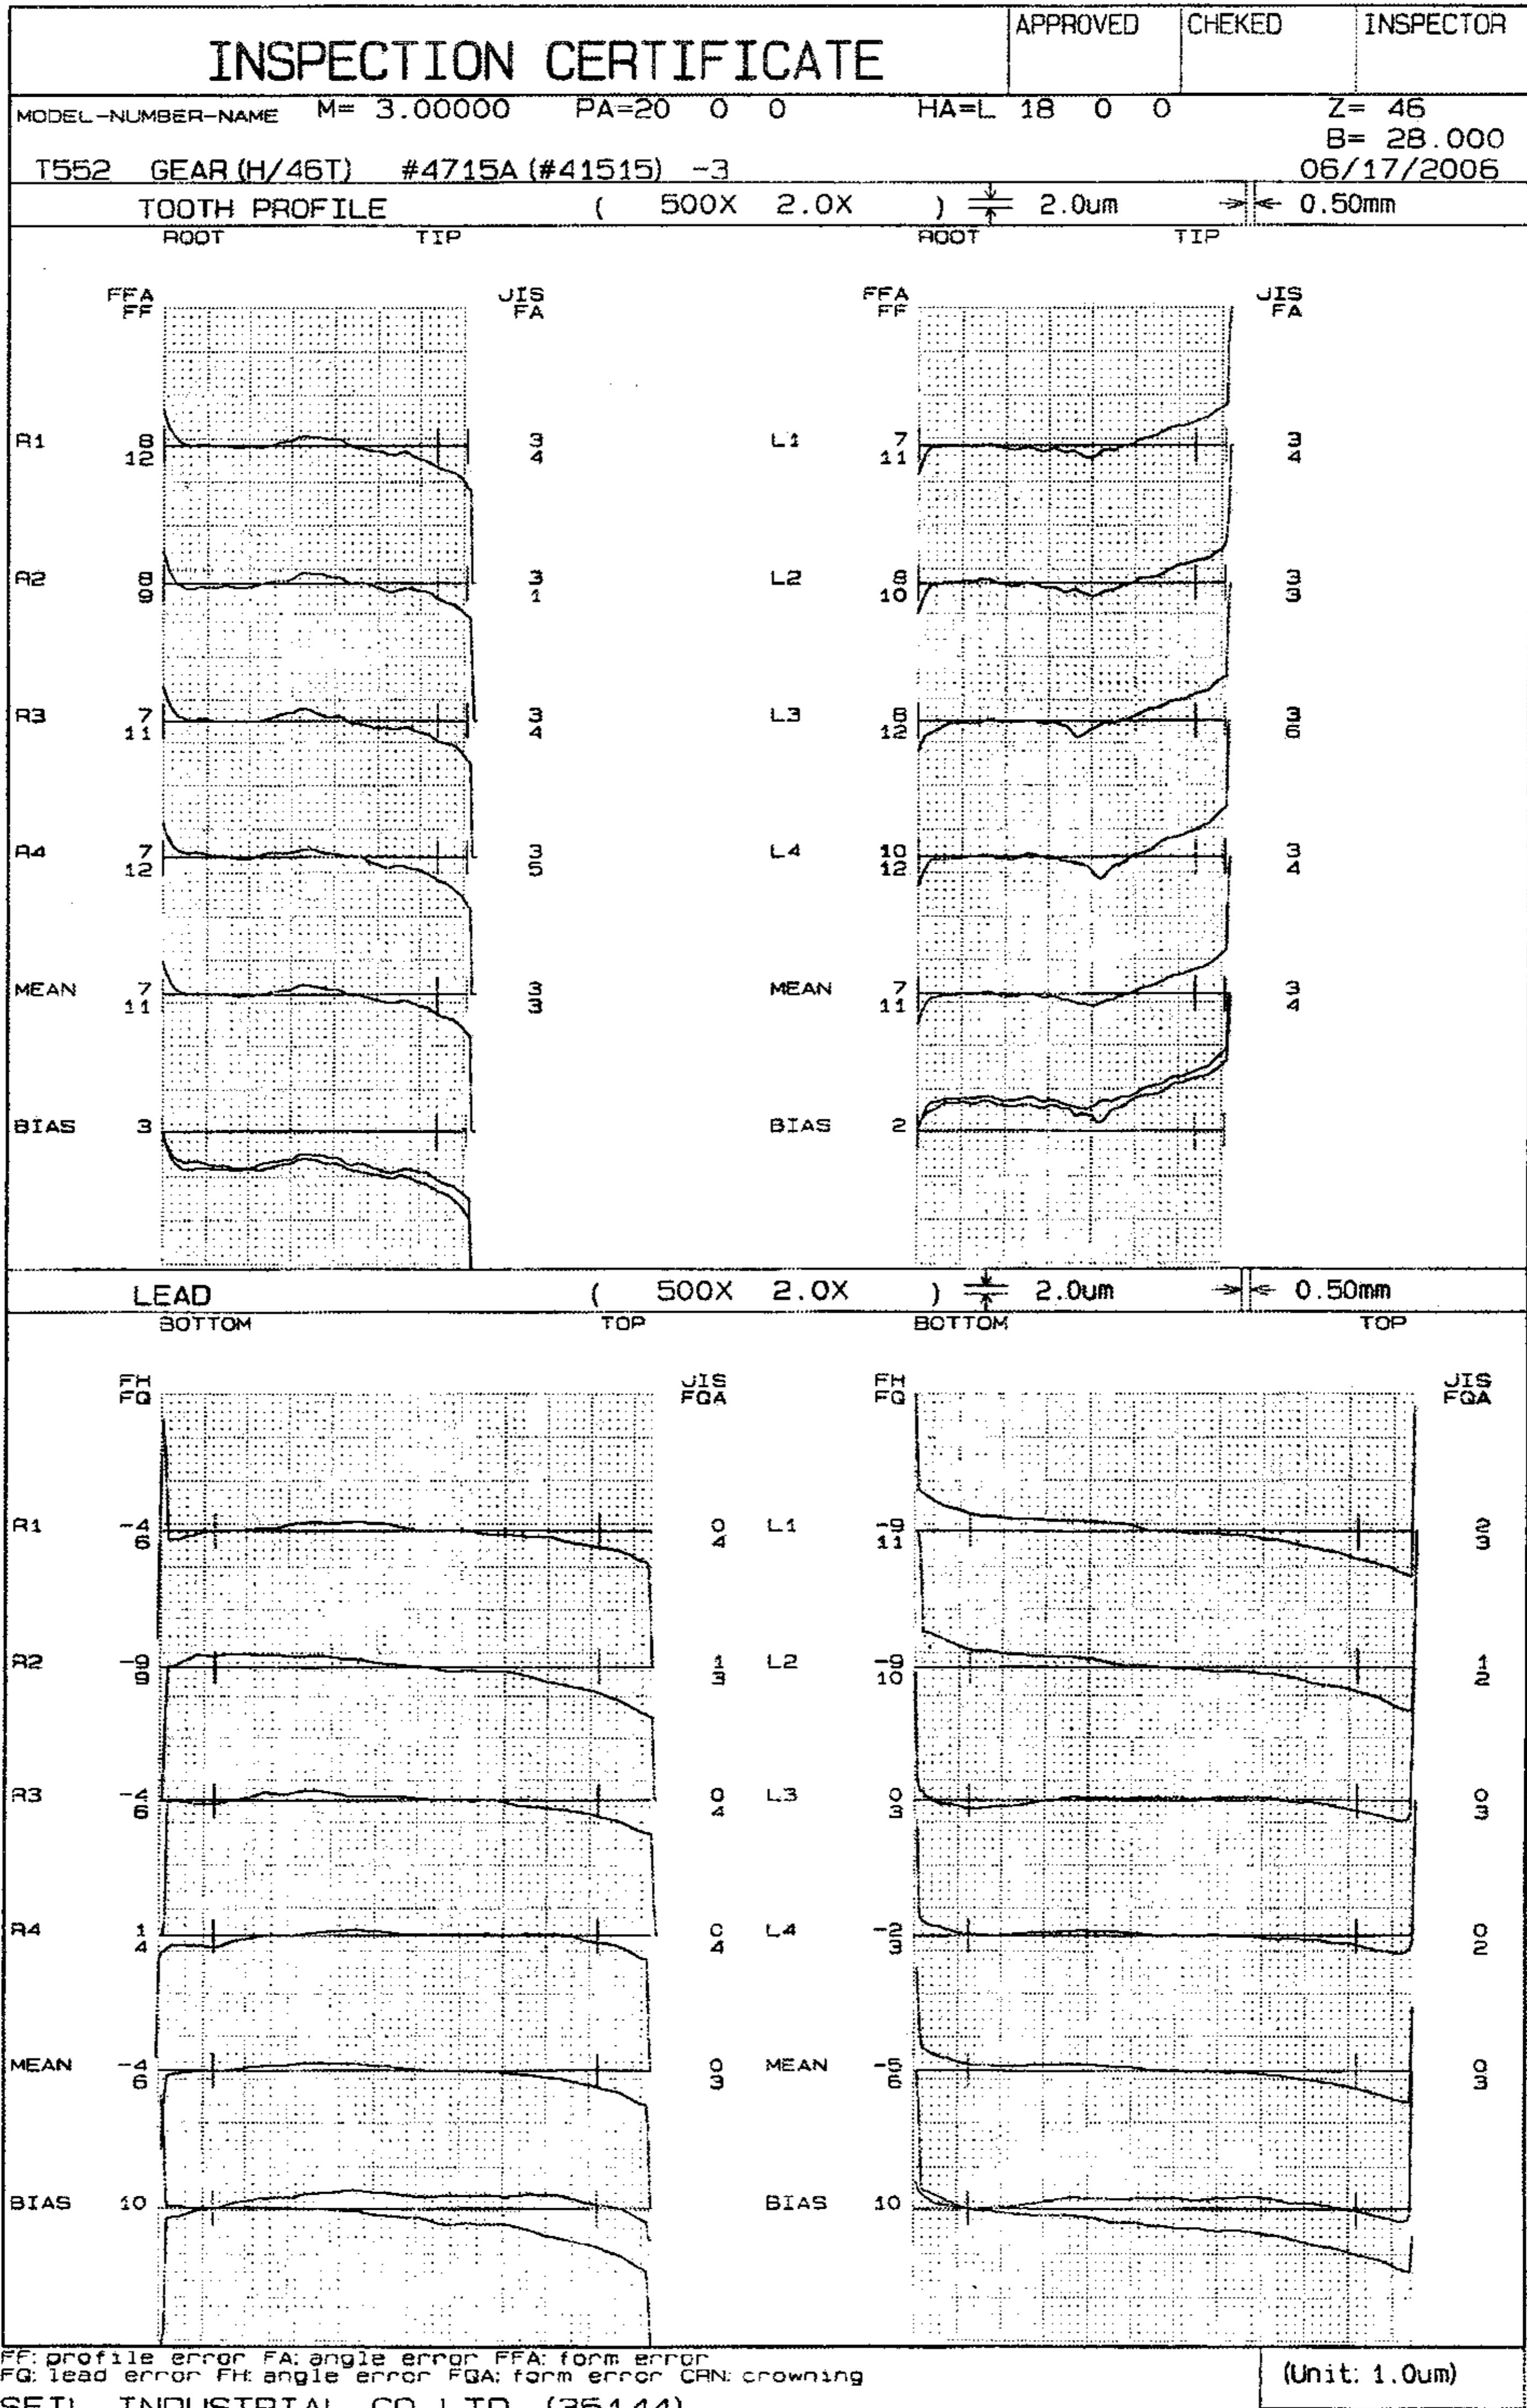 INSPECTION CERTIFICATE
APPROVED CHEKED INSPECTOR
MODEL-NUMBER-NAME M= 3.00000 PA=20 0 0 HA=L 18 0 0 Z= 46
B= 28.000
T552 GEAR(H/46T) #4715A(#41515) -3 06/17/2006
TOOTH PROFILE ( 500X 2.0X ) 2.0um 0.50mm
ROOT TIP ROOT TIP
FFA JIS FFA JIS
FF FA FF FA
R1 8 3 L1 7 3
12 4 11 4
R2 8 3 L2 8 3
9 1 10 3
R3 7 3 L3 8 3
11 4 12 6
R4 7 3 L4 10 3
12 5 12 4
MEAN 7 3 MEAN 7 3
11 3 11 4
BIAS 3 BIAS 2
LEAD ( 500X 2.0X ) 2.0um 0.50mm
BOTTOM TOP BOTTOM TOP
FH JIS FH JIS
FQ FQA FQ FQA
R1 -4 0 L1 2
6 4 11 3
R2 1 L2 1
9 3 10 2
R3 -4 0 L3 0 0
6 4 3 3
R4 1 0 L4 -2 0
4 4 3 2
MEAN -4 0 MEAN 0
6 3 6 3
BIAS 10 BIAS 10
FF: profile error FA: angle error FFA: form error
FQ: lead error FH: angle error FQA: form error CRN: crowning
(Unit: 1.0um)
SEIL INDUSTRIAL CO.,LTD. (35144)